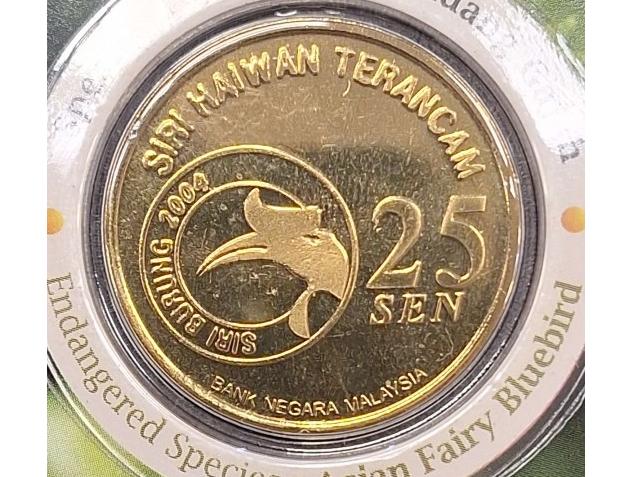 SIRI HAIWAN TERANCAM
SIRI BURUNG 2004
25
SEN
BANK NEGARA MALAYSIA
Endangered Species Asian Fairy Bluebird